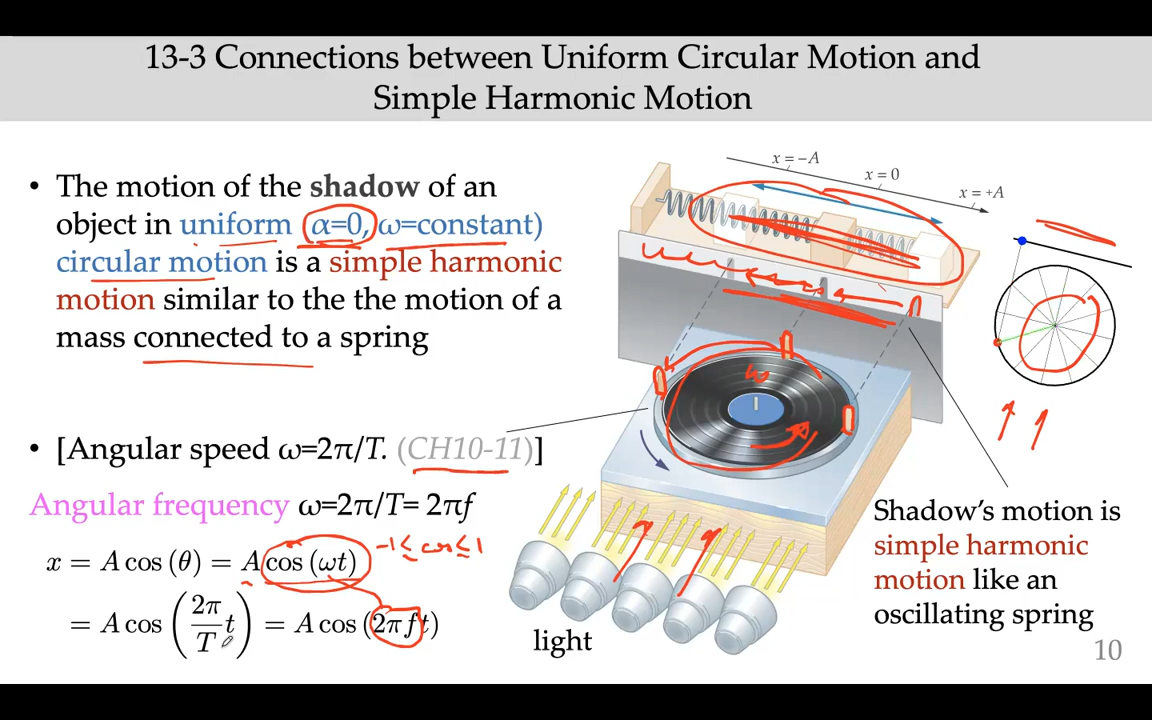 13-3 Connections between Uniform Circular Motion and
Simple Harmonic Motion
• The motion of the shadow of an
object in uniform (α=0, ω=constant)
circular motion is a simple harmonic
motion similar to the the motion of a
mass connected to a spring
• [Angular speed ω=2π/T. (CH10-11)]
Angular frequency ω=2π/T= 2πf
x = A cos (θ) = A cos (ωt)
-1 ≤ cos ≤ 1
= A cos (2π/T t) = A cos (2πft)
x = −A
x = 0
x = +A
ω
light
Shadow’s motion is
simple harmonic
motion like an
oscillating spring
10